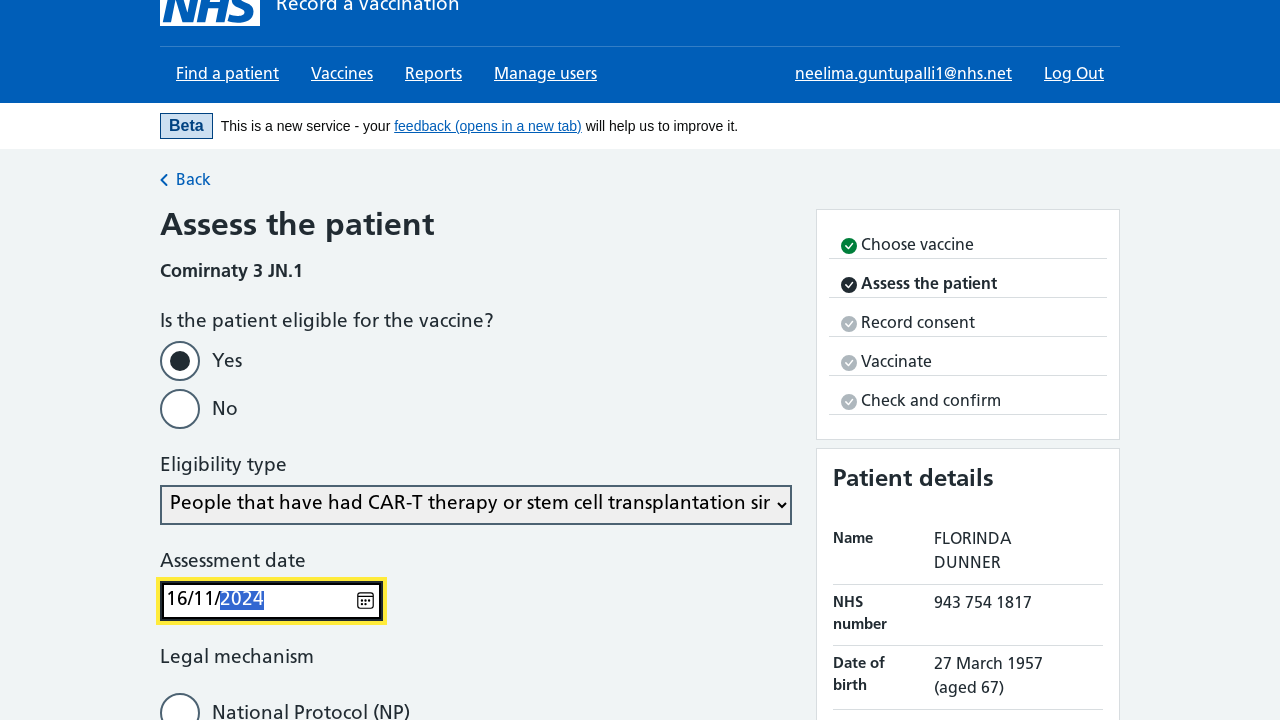 NHS Record a vaccination
Find a patient Vaccines Reports Manage users neelima.guntupalli1@nhs.net Log Out
Beta This is a new service - your feedback (opens in a new tab) will help us to improve it.
Back
Assess the patient
Comirnaty 3 JN.1
Is the patient eligible for the vaccine?
Yes
No
Eligibility type
People that have had CAR-T therapy or stem cell transplantation sir
Assessment date
16/11/2024
Legal mechanism
National Protocol (NP)
Choose vaccine
Assess the patient
Record consent
Vaccinate
Check and confirm
Patient details
Name FLORINDA
DUNNER
NHS 943 754 1817
number
Date of 27 March 1957
birth (aged 67)